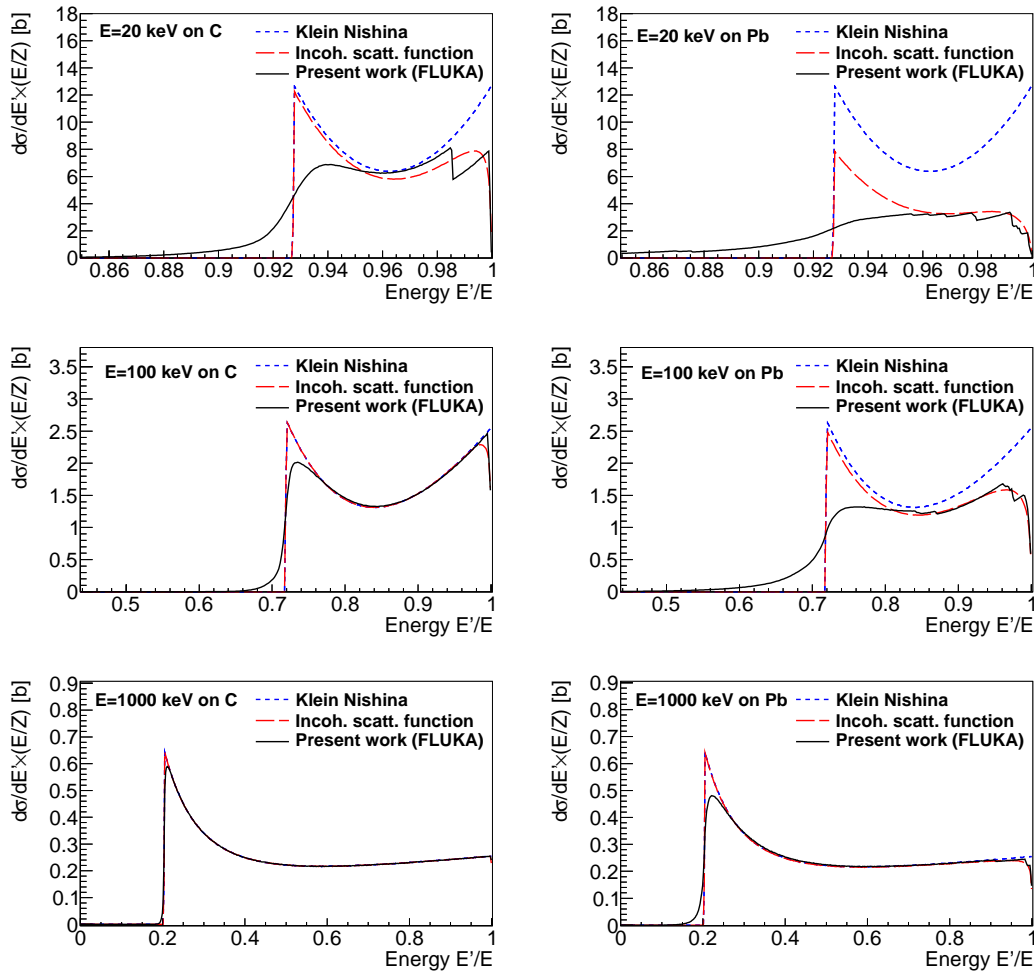 dσ/dE'×(E/Z) [b]
18
16
14
12
10
8
6
4
2
0
E=20 keV on C
Klein Nishina
Incoh. scatt. function
Present work (FLUKA)
0.86 0.88 0.9 0.92 0.94 0.96 0.98 1
Energy E'/E
dσ/dE'×(E/Z) [b]
18
16
14
12
10
8
6
4
2
0
E=20 keV on Pb
Klein Nishina
Incoh. scatt. function
Present work (FLUKA)
0.86 0.88 0.9 0.92 0.94 0.96 0.98 1
Energy E'/E
dσ/dE'×(E/Z) [b]
3.5
3
2.5
2
1.5
1
0.5
0
E=100 keV on C
Klein Nishina
Incoh. scatt. function
Present work (FLUKA)
0.5 0.6 0.7 0.8 0.9 1
Energy E'/E
dσ/dE'×(E/Z) [b]
3.5
3
2.5
2
1.5
1
0.5
0
E=100 keV on Pb
Klein Nishina
Incoh. scatt. function
Present work (FLUKA)
0.5 0.6 0.7 0.8 0.9 1
Energy E'/E
dσ/dE'×(E/Z) [b]
0.9
0.8
0.7
0.6
0.5
0.4
0.3
0.2
0.1
0
E=1000 keV on C
Klein Nishina
Incoh. scatt. function
Present work (FLUKA)
0 0.2 0.4 0.6 0.8 1
Energy E'/E
dσ/dE'×(E/Z) [b]
0.9
0.8
0.7
0.6
0.5
0.4
0.3
0.2
0.1
0
E=1000 keV on Pb
Klein Nishina
Incoh. scatt. function
Present work (FLUKA)
0 0.2 0.4 0.6 0.8 1
Energy E'/E